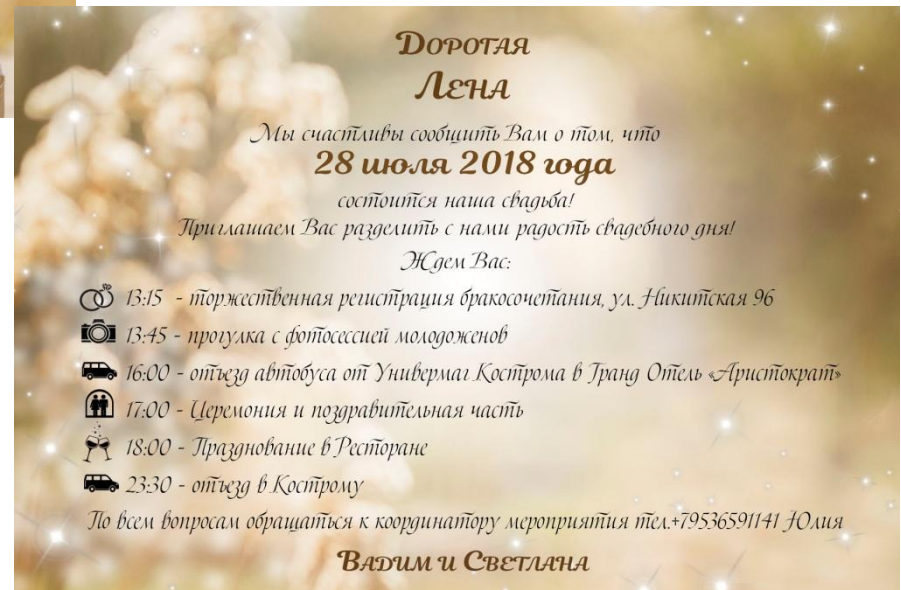 Дорогая
Лена
Мы счастливы сообщить Вам о том, что
28 июля 2018 года
состоится наша свадьба!
Приглашаем Вас разделить с нами радость свадебного дня!
Ждем Вас:
13:15 - торжественная регистрация бракосочетания, ул. Никитская 96
13:45 - прогулка с фотосессией молодоженов
16:00 - отъезд автобуса от Универмаг Кострома в Гранд Отель «Аристократ»
17:00 - Церемония и поздравительная часть
18:00 - Празднование в Ресторане
23:30 - отъезд в Кострому
По всем вопросам обращаться к координатору мероприятия тел.+79536591141 Юлия
Вадим и Светлана